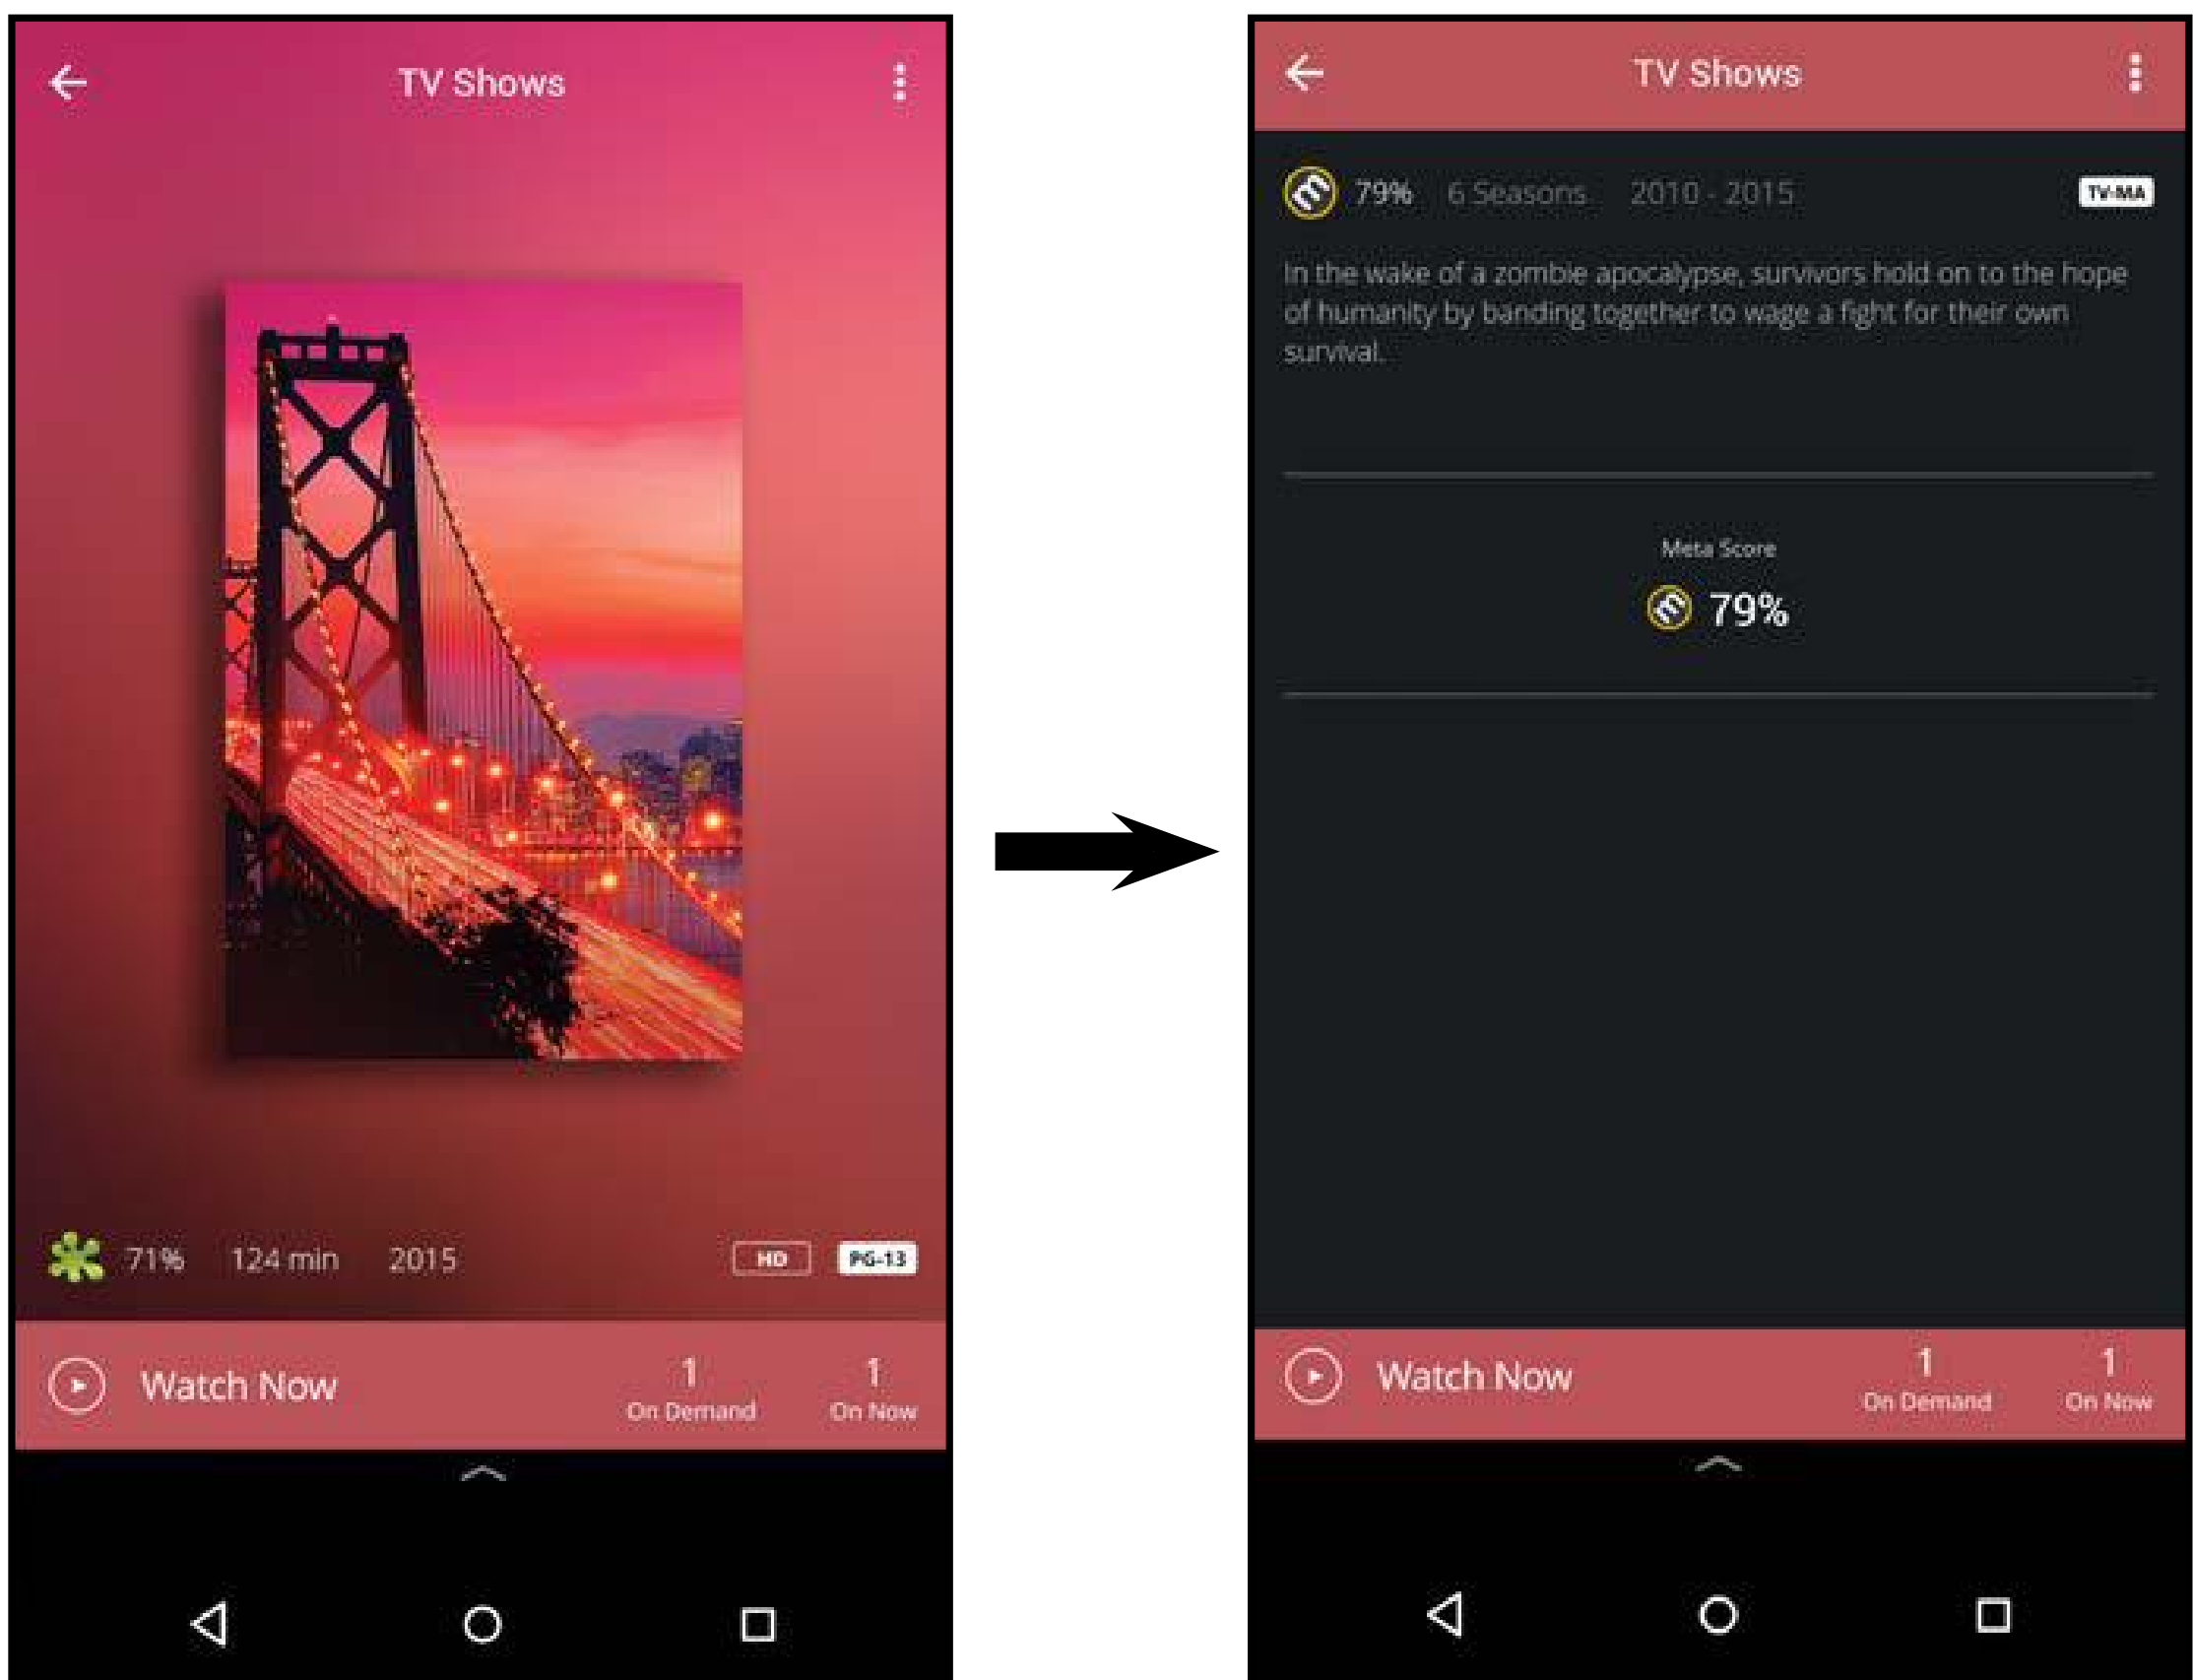 TV Shows
71% 124 min 2015 HD PG-13
Watch Now
1
On Demand
1
On Now
TV Shows
m 79% 6 Seasons 2010 - 2015 TV-MA
In the wake of a zombie apocalypse, survivors hold on to the hope
of humanity by banding together to wage a fight for their own
survival.
Meta Score
m 79%
Watch Now
1
On Demand
1
On Now